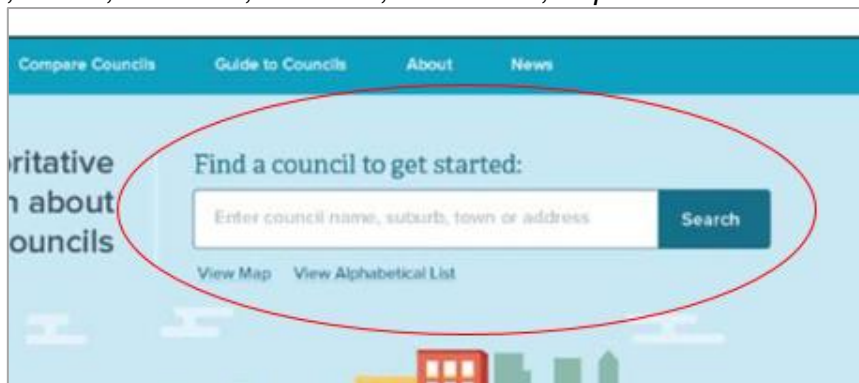 Compare Councils Guide to Councils About News
Find a council to get started:
about
Enter council name, suburb, town or address Search
View Map View Alphabetical List